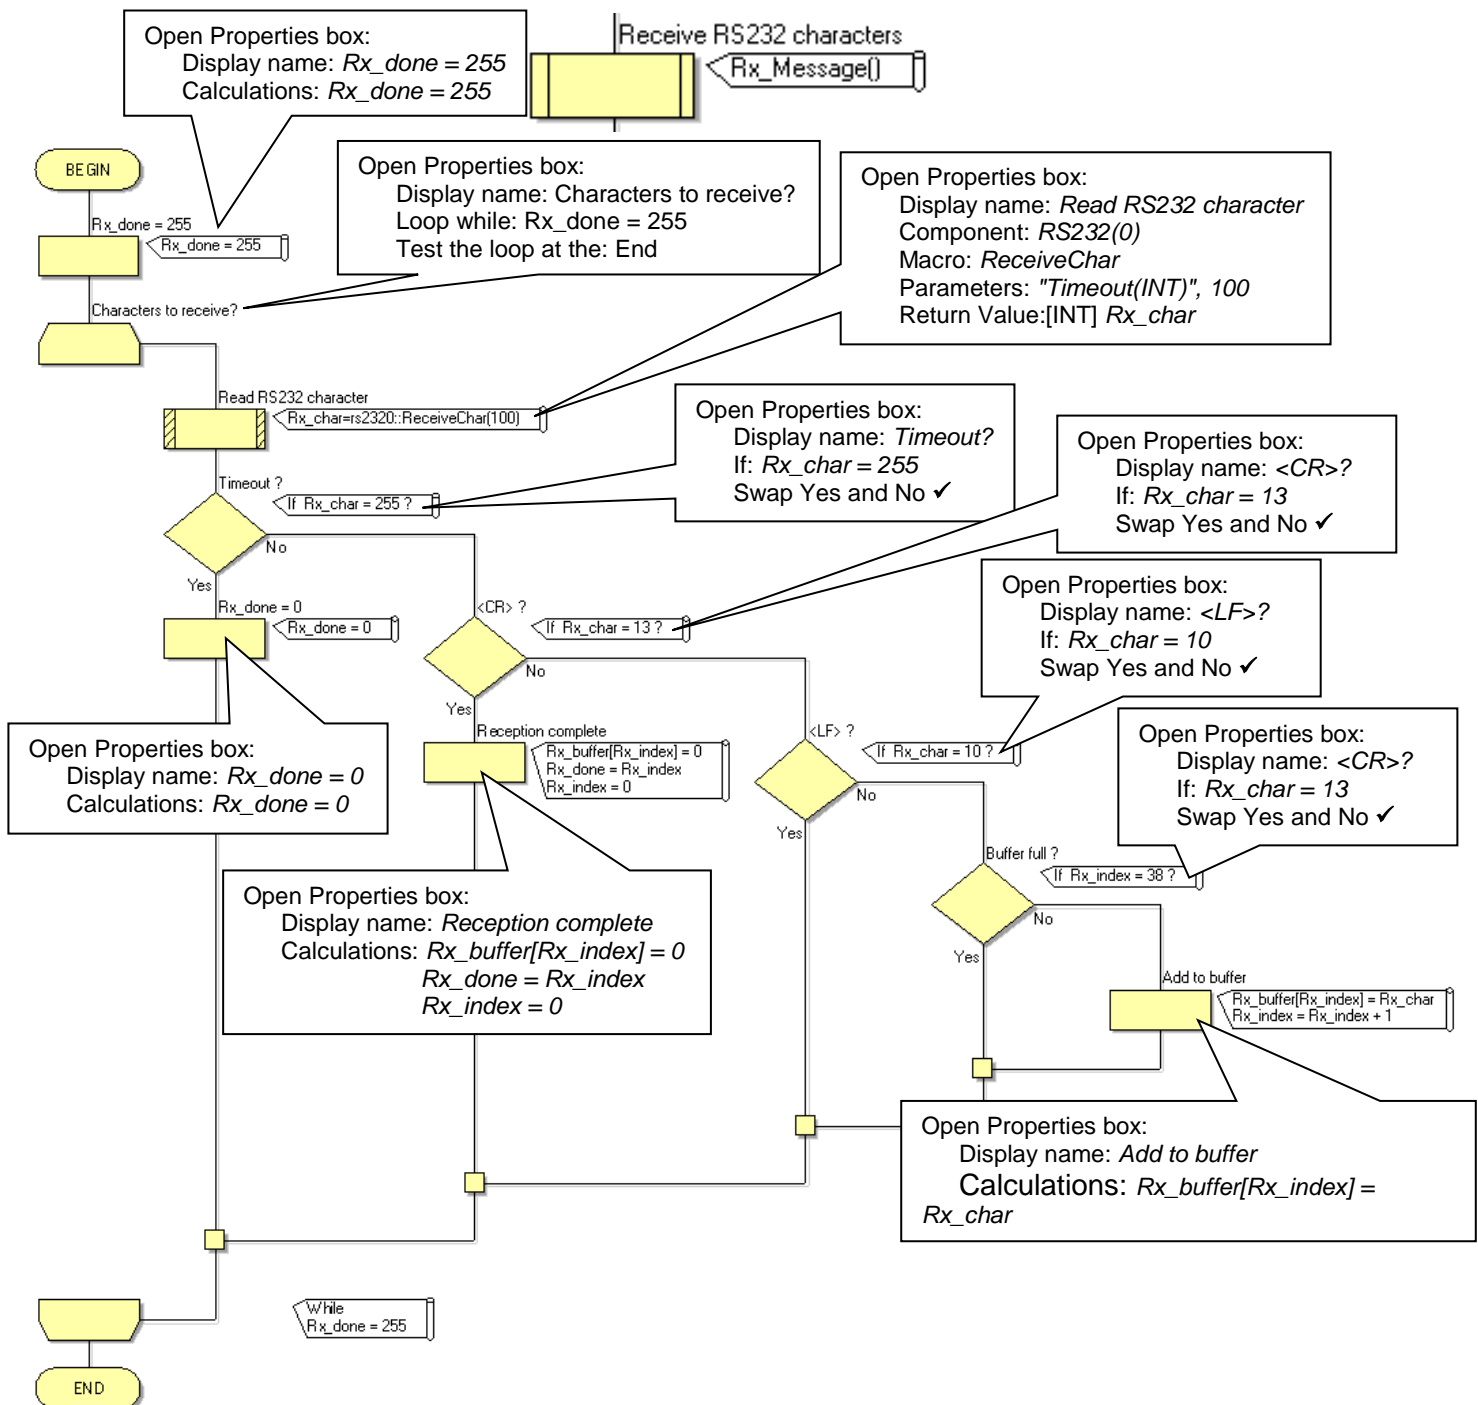 Open Properties box:
Display name: Rx_done = 255
Calculations: Rx_done = 255
Receive RS232 characters
Rx_Message()
BEGIN
Rx_done = 255
Rx_done = 255
Open Properties box:
Display name: Characters to receive?
Loop while: Rx_done = 255
Test the loop at the: End
Open Properties box:
Display name: Read RS232 character
Component: RS232(0)
Macro: ReceiveChar
Parameters: "Timeout(INT)", 100
Return Value:[INT] Rx_char
Characters to receive?
Read RS232 character
Rx_char=rs2320::ReceiveChar(100)
Open Properties box:
Display name: Timeout?
If: Rx_char = 255
Swap Yes and No ✓
Open Properties box:
Display name: <CR>?
If: Rx_char = 13
Swap Yes and No ✓
Timeout ?
If Rx_char = 255 ?
No
Yes
Rx_done = 0
Rx_done = 0
<CR> ?
If Rx_char = 13 ?
No
Yes
Open Properties box:
Display name: <LF>?
If: Rx_char = 10
Swap Yes and No ✓
Open Properties box:
Display name: Rx_done = 0
Calculations: Rx_done = 0
Reception complete
Rx_buffer[Rx_index] = 0
Rx_done = Rx_index
Rx_index = 0
<LF> ?
If Rx_char = 10 ?
No
Yes
Open Properties box:
Display name: <CR>?
If: Rx_char = 13
Swap Yes and No ✓
Buffer full ?
If Rx_index = 38 ?
No
Yes
Open Properties box:
Display name: Reception complete
Calculations: Rx_buffer[Rx_index] = 0
Rx_done = Rx_index
Rx_index = 0
Add to buffer
Rx_buffer[Rx_index] = Rx_char
Rx_index = Rx_index + 1
Open Properties box:
Display name: Add to buffer
Calculations: Rx_buffer[Rx_index] =
Rx_char
While
Rx_done = 255
END